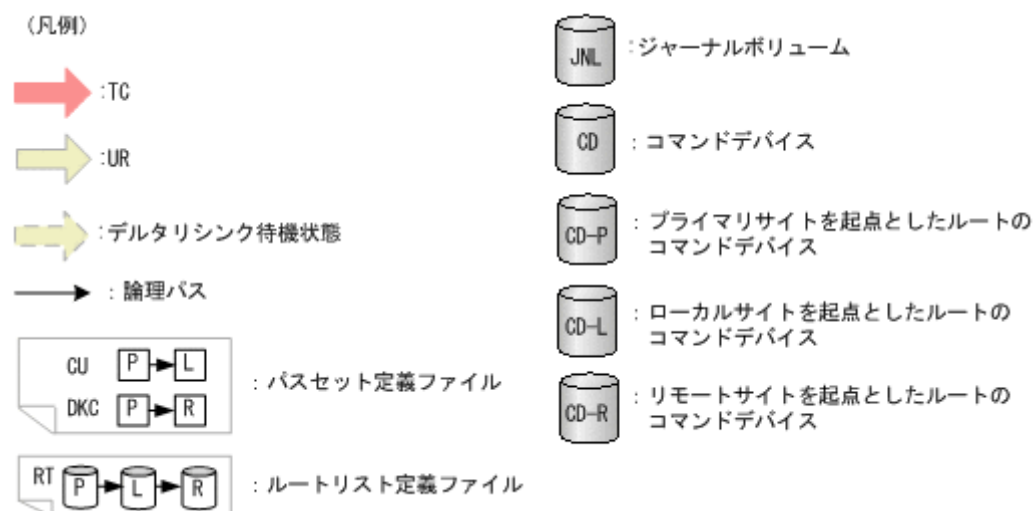 （凡例）
:TC
:UR
:デルタリシンク待機状態
: 論理パス
CU P L
DKC P R
: パスセット定義ファイル
RT P L R
: ルートリスト定義ファイル
JNL :ジャーナルボリューム
CD : コマンドデバイス
CD-P : プライマリサイトを起点としたルートの
コマンドデバイス
CD-L : ローカルサイトを起点としたルートの
コマンドデバイス
CD-R : リモートサイトを起点としたルートの
コマンドデバイス